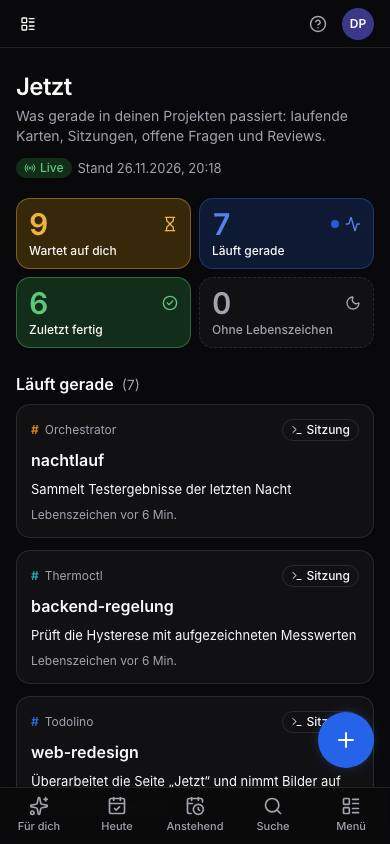 DP
Jetzt
Was gerade in deinen Projekten passiert: laufende
Karten, Sitzungen, offene Fragen und Reviews.
Live Stand 26.11.2026, 20:18
9
Wartet auf dich
7
Läuft gerade
6
Zuletzt fertig
0
Ohne Lebenszeichen
Läuft gerade (7)
# Orchestrator
Sitzung
nachtlauf
Sammelt Testergebnisse der letzten Nacht
Lebenszeichen vor 6 Min.
# Thermoctl
Sitzung
backend-regelung
Prüft die Hysterese mit aufgezeichneten Messwerten
Lebenszeichen vor 6 Min.
# Todolino
web-redesign
Überarbeitet die Seite „Jetzt“ und nimmt Bilder auf
Für dich Heute Anstehend Suche Menü